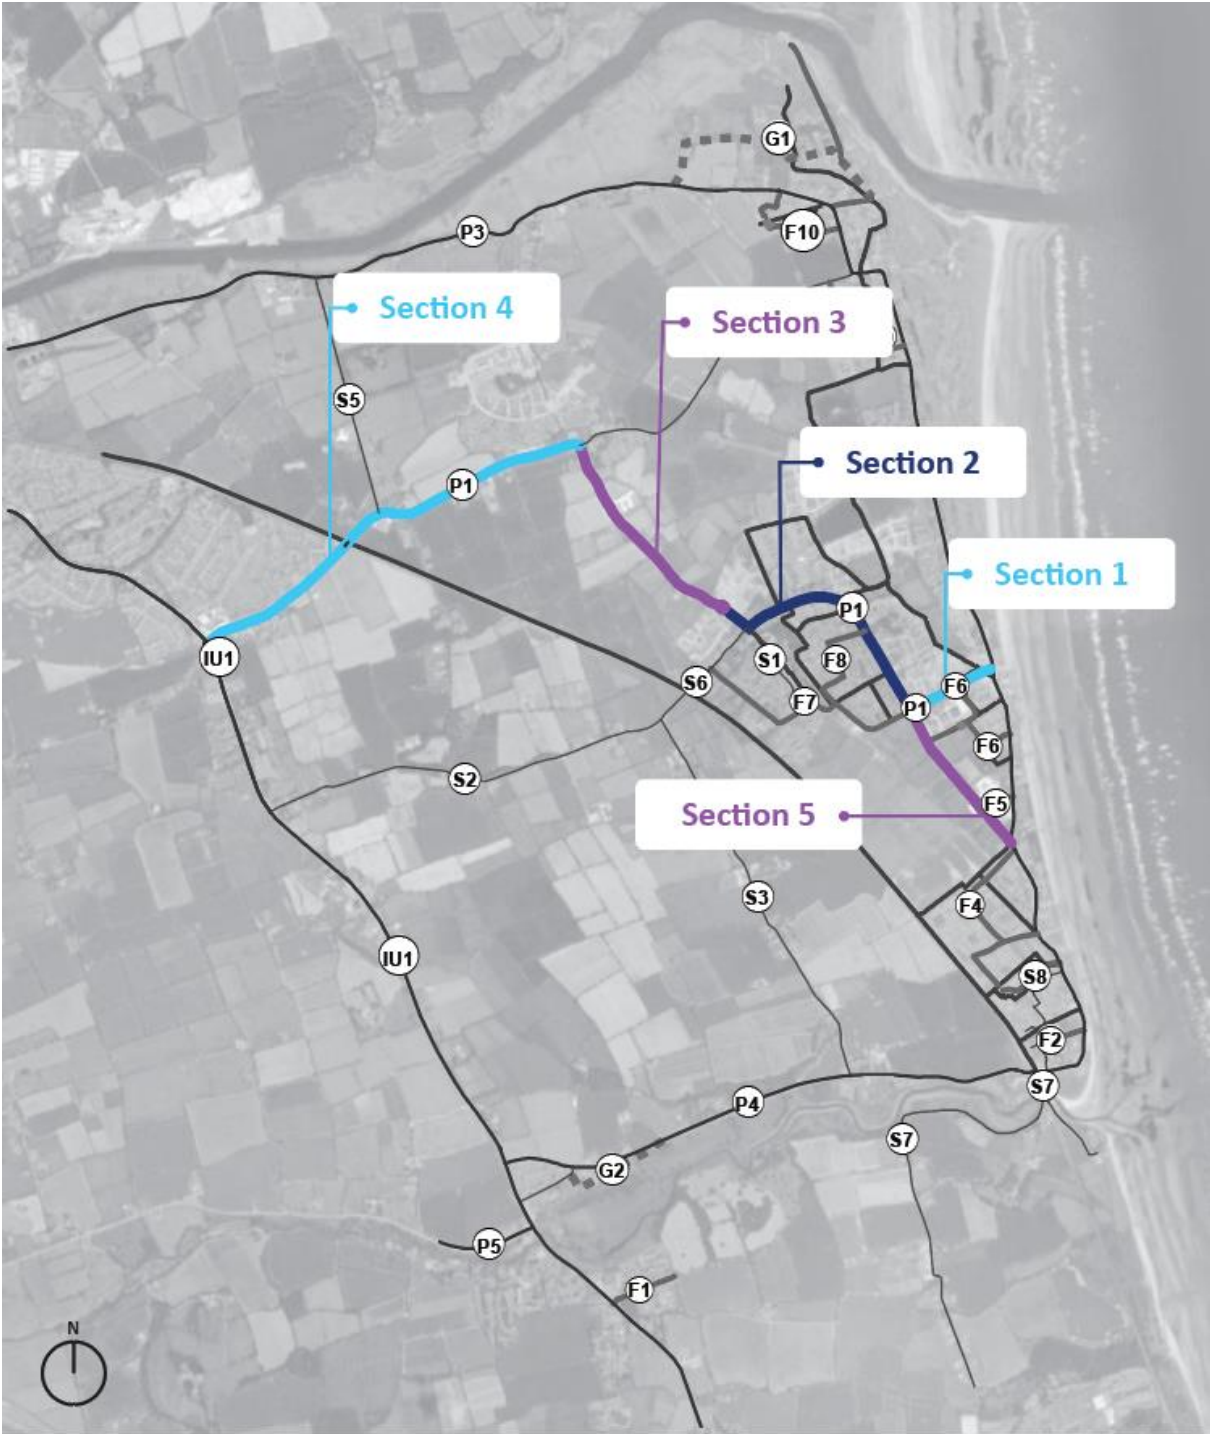 G1
P3
F10
Section 4
Section 3
S5
Section 2
P1
Section 1
P1
IU1
S1
F8
S6
F6
F7
P1
F6
S2
F5
Section 5
S3
F4
IU1
S8
F2
S7
P4
S7
G2
P5
F1
N